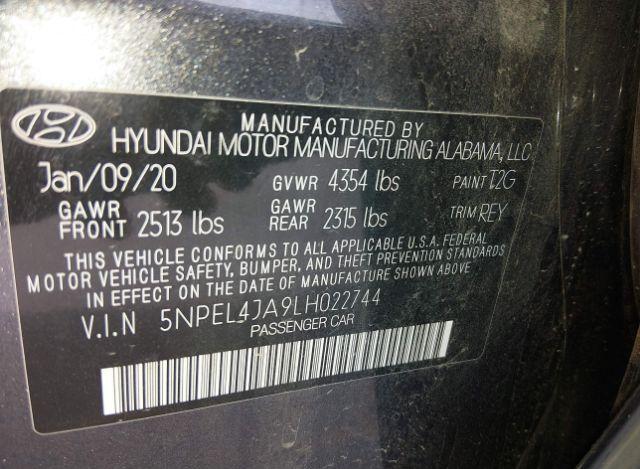 MANUFACTURED BY
HYUNDAI MOTOR MANUFACTURING ALABAMA, LLC
Jan/09/20 GVWR 4354 lbs PAINT T2G
GAWR FRONT 2513 lbs GAWR REAR 2315 lbs TRIM REY
THIS VEHICLE CONFORMS TO ALL APPLICABLE U.S.A. FEDERAL
MOTOR VEHICLE SAFETY, BUMPER, AND THEFT PREVENTION STANDARDS
IN EFFECT ON THE DATE OF MANUFACTURE SHOWN ABOVE
V.I.N 5NPEL4JA9LH022744
PASSENGER CAR